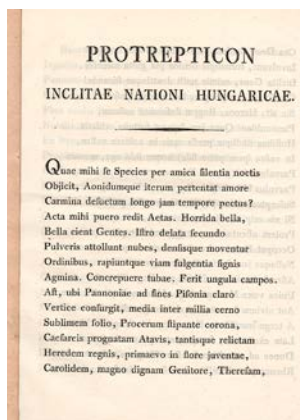 PROTREPTICON
INCLITAE NATIONI HUNGARICAE.
Quae mihi ſe Species per amica ſilentia noctis
Objicit, Aonidumque iterum pertentat amore
Carmina deſuetum longo jam tempore pectus?
Acta mihi puero redit Aetas. Horrida bella,
Bella cient Gentes. Iſtro delata ſecundo
Pulveris attollunt nubes, denſisque moventur
Ordinibus, rapiuntque viam fulgentia ſignis
Agmina. Concrepuere tubae. Ferit ungula campos.
Aſt, ubi Pannoniae ad fines Piſonia claro
Vertice conſurgit, media inter millia cerno
Sublimem ſolio, Procerum ſtipante corona,
Caeſareis prognatam Atavis, tantisque relictam
Heredem regnis, primaevo in flore juventae,
Carolidem, magno dignam Genitore, Thereſam,